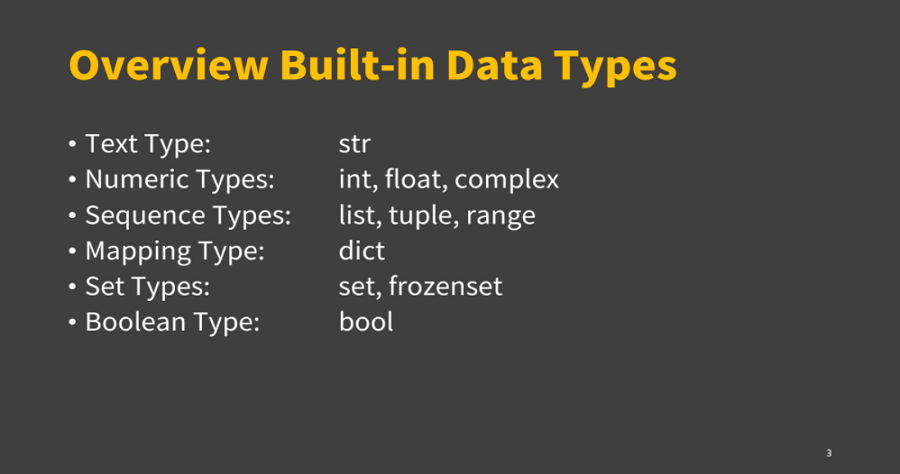 Overview Built-in Data Types
• Text Type: str
• Numeric Types: int, float, complex
• Sequence Types: list, tuple, range
• Mapping Type: dict
• Set Types: set, frozenset
• Boolean Type: bool
3